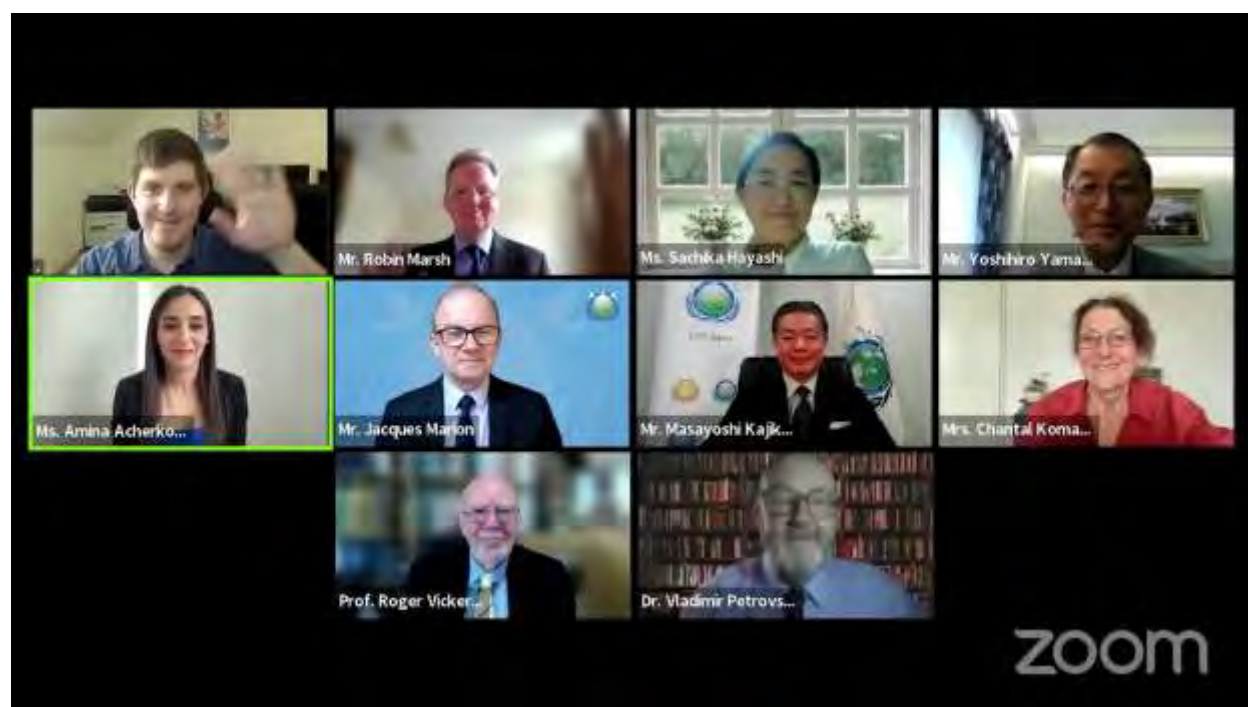 Mr. Robin Marsh
Ms. Sachika Hayashi
Mr. Yoshihiro Yama...
Ms. Amina Acherko...
Mr. Jacques Marion
Mr. Masayoshi Kajik...
Mrs. Chantal Koma...
Prof. Roger Vicker...
Dr. Vladimir Petrovs...
zoom